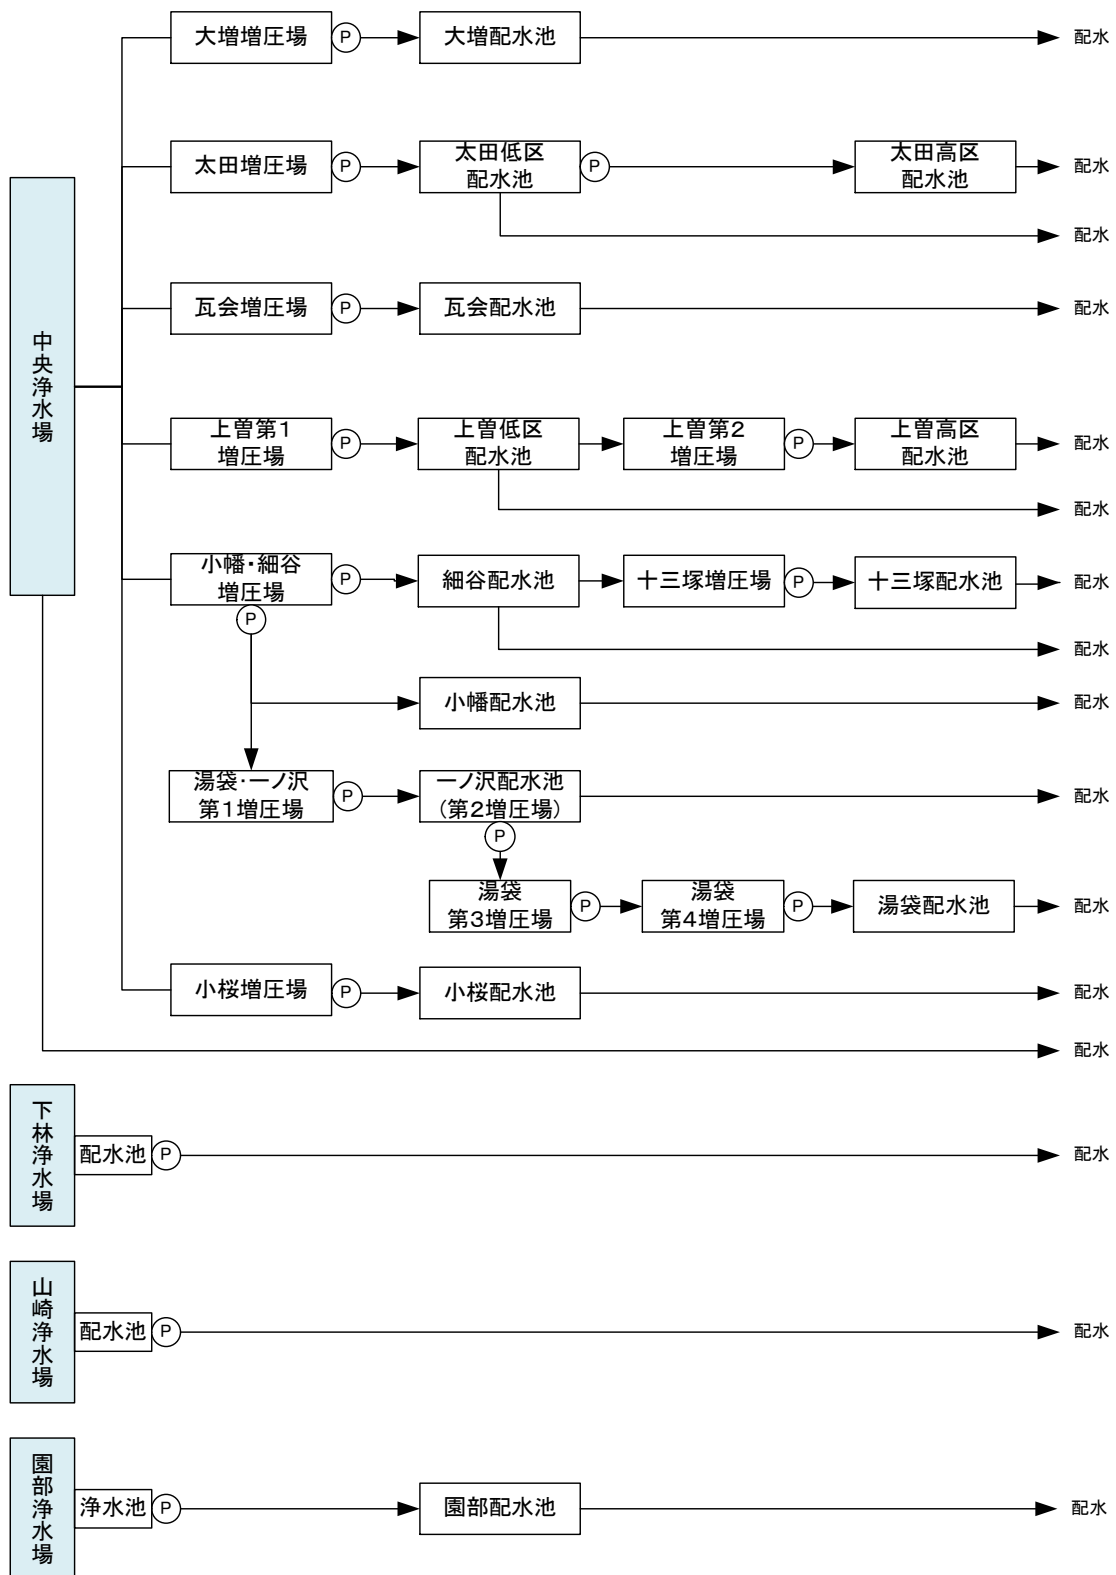 大増増圧場
P
大増配水池
配水
太田増圧場
P
太田低区
配水池
P
太田高区
配水池
配水
配水
中央浄水場
瓦会増圧場
P
瓦会配水池
配水
上曽第1
増圧場
P
上曽低区
配水池
上曽第2
増圧場
P
上曽高区
配水池
配水
配水
小幡・細谷
増圧場
P
細谷配水池
十三塚増圧場
P
十三塚配水池
配水
P
配水
小幡配水池
配水
湯袋・一ノ沢
第1増圧場
P
一ノ沢配水池
(第2増圧場)
配水
P
湯袋
第3増圧場
P
湯袋
第4増圧場
P
湯袋配水池
配水
小桜増圧場
P
小桜配水池
配水
配水
下林浄水場
配水池
P
配水
山崎浄水場
配水池
P
配水
園部浄水場
浄水池
P
園部配水池
配水